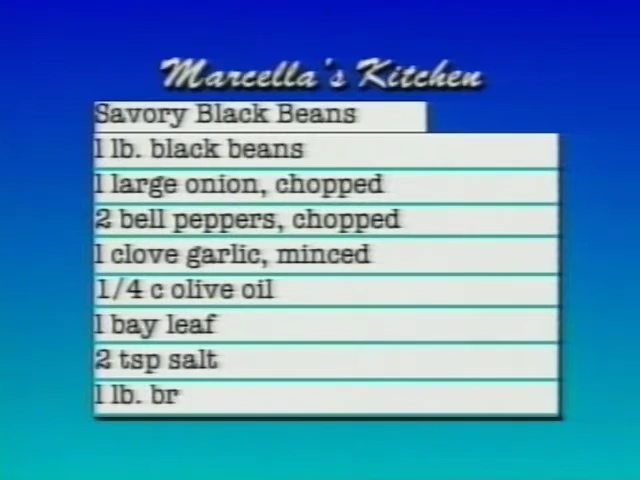 Marcella's Kitchen
Savory Black Beans
1 lb. black beans
1 large onion, chopped
2 bell peppers, chopped
1 clove garlic, minced
1/4 c olive oil
1 bay leaf
2 tsp salt
1 lb. br